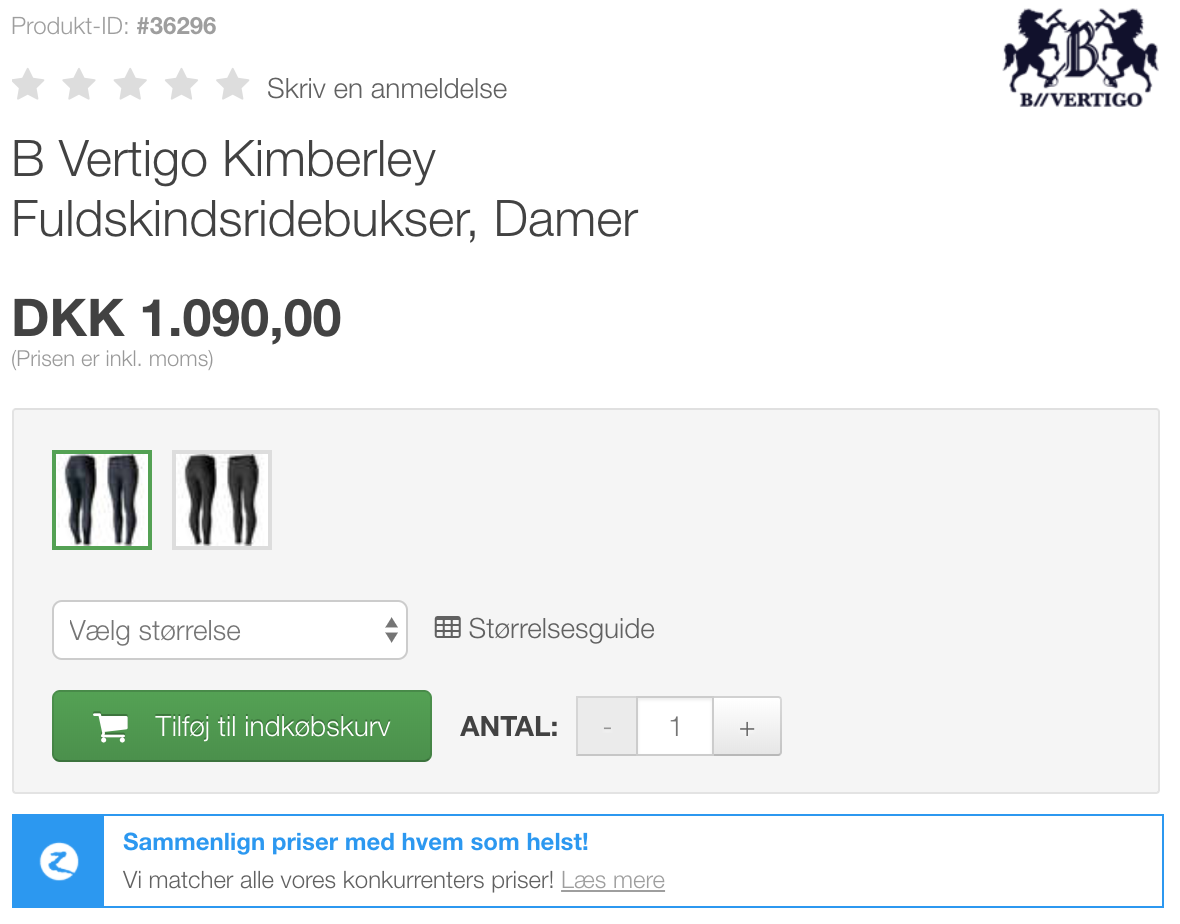 Produkt-ID: #36296
B
B//VERTIGO
Skriv en anmeldelse
B Vertigo Kimberley
Fuldskindsridebukser, Damer
DKK 1.090,00
(Prisen er inkl. moms)
Vælg størrelse
Størrelsesguide
Tilføj til indkøbskurv
ANTAL:
- 1 +
Sammenlign priser med hvem som helst!
Vi matcher alle vores konkurrenters priser! Læs mere